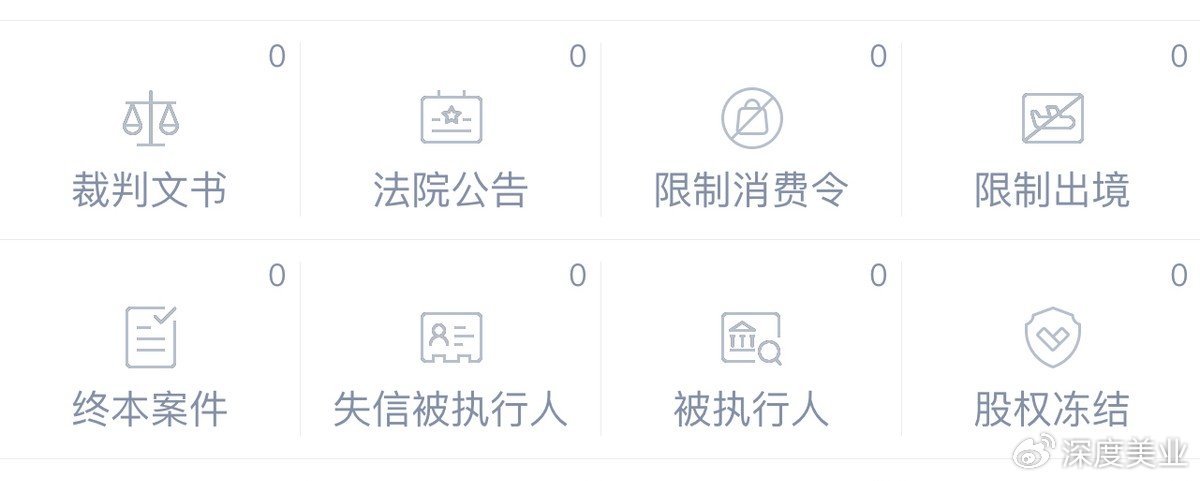 0 0 0 0
裁判文书 法院公告 限制消费令 限制出境
0 0 0 0
终本案件 失信被执行人 被执行人 股权冻结
深度美业